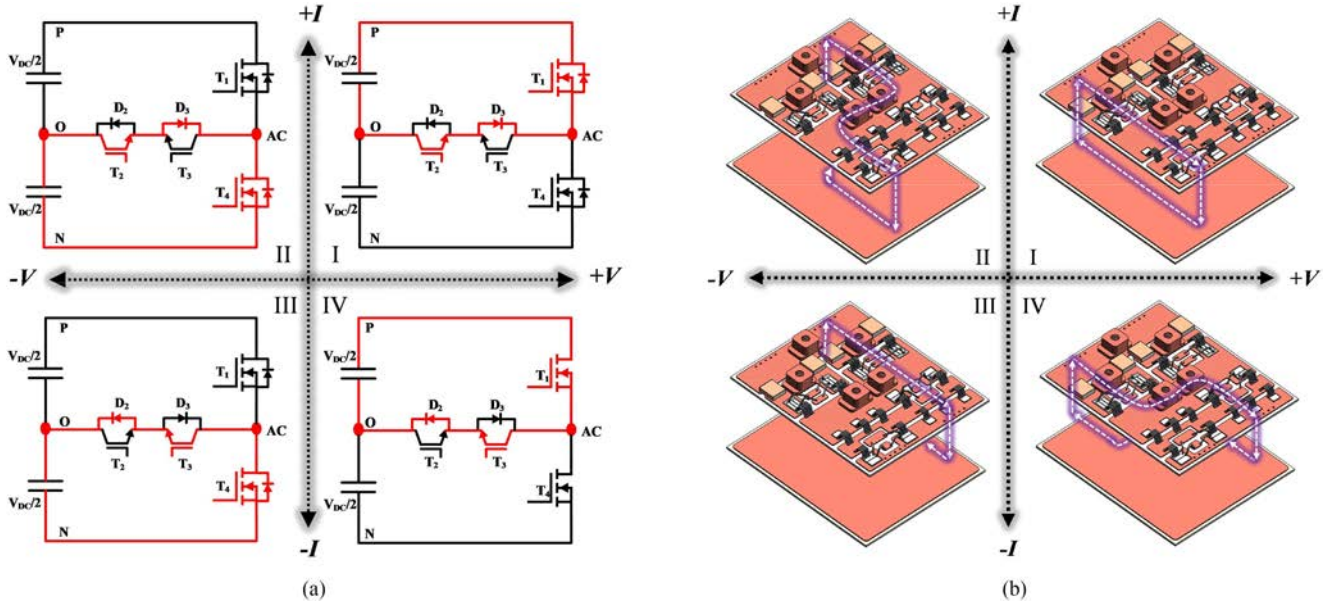 +I
P
V_DC/2
T_1
D_2
D_3
O
AC
T_2
T_3
V_DC/2
T_4
N
P
V_DC/2
T_1
D_2
D_3
O
AC
T_2
T_3
V_DC/2
T_4
N
II
I
-V
+V
III
IV
P
V_DC/2
T_1
D_2
D_3
O
AC
T_2
T_3
V_DC/2
T_4
N
P
V_DC/2
T_1
D_2
D_3
O
AC
T_2
T_3
V_DC/2
T_4
N
-I
(a)
+I
II
I
-V
+V
III
IV
-I
(b)